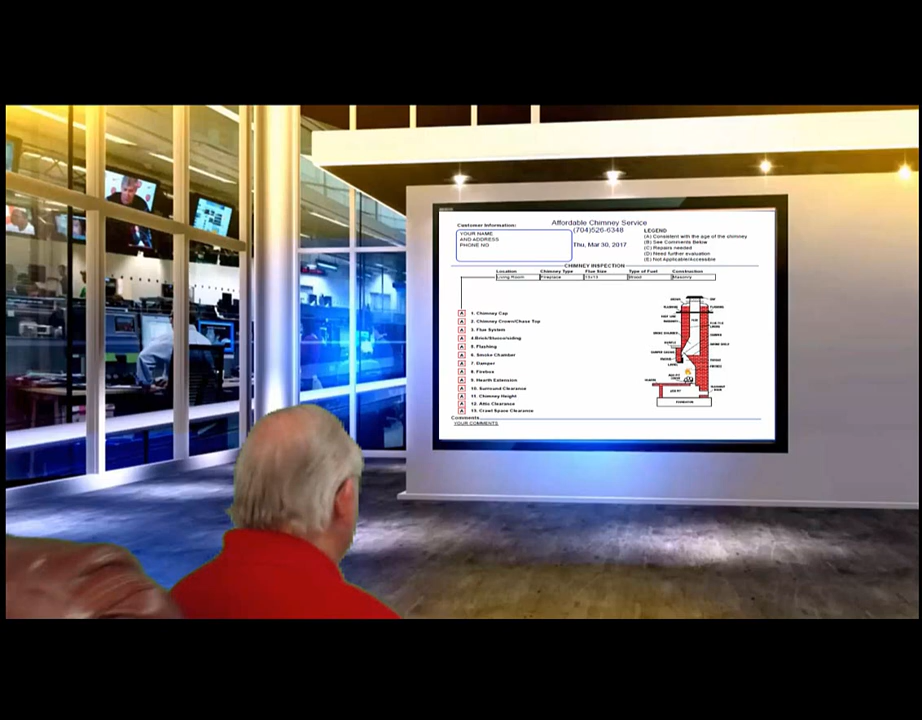 Affordable Chimney Service
(704)526-6348
Thu, Mar 30, 2017
Customer Information:
YOUR NAME
AND ADDRESS
PHONE NO
LEGEND
(A) Consistent with the age of the chimney
(B) See Comments Below
(C) Repairs needed
(D) Need further evaluation
(E) Not Applicable/Accessible
CHIMNEY INSPECTION
Location Chimney Type Flue Size Type of Fuel Construction
Living Room Fireplace 13x13 Wood Masonry
A 1. Chimney Cap
A 2. Chimney Crown/Chase Top
A 3. Flue System
A 4.Brick/Stucco/siding
A 5. Flashing
A 6. Smoke Chamber
A 7. Damper
A 8. Firebox
A 9. Hearth Extension
A 10. Surround Clearance
A 11. Chimney Height
A 12. Attic Clearance
A 13. Crawl Space Clearance
FOUNDATION
Comments
YOUR COMMENTS